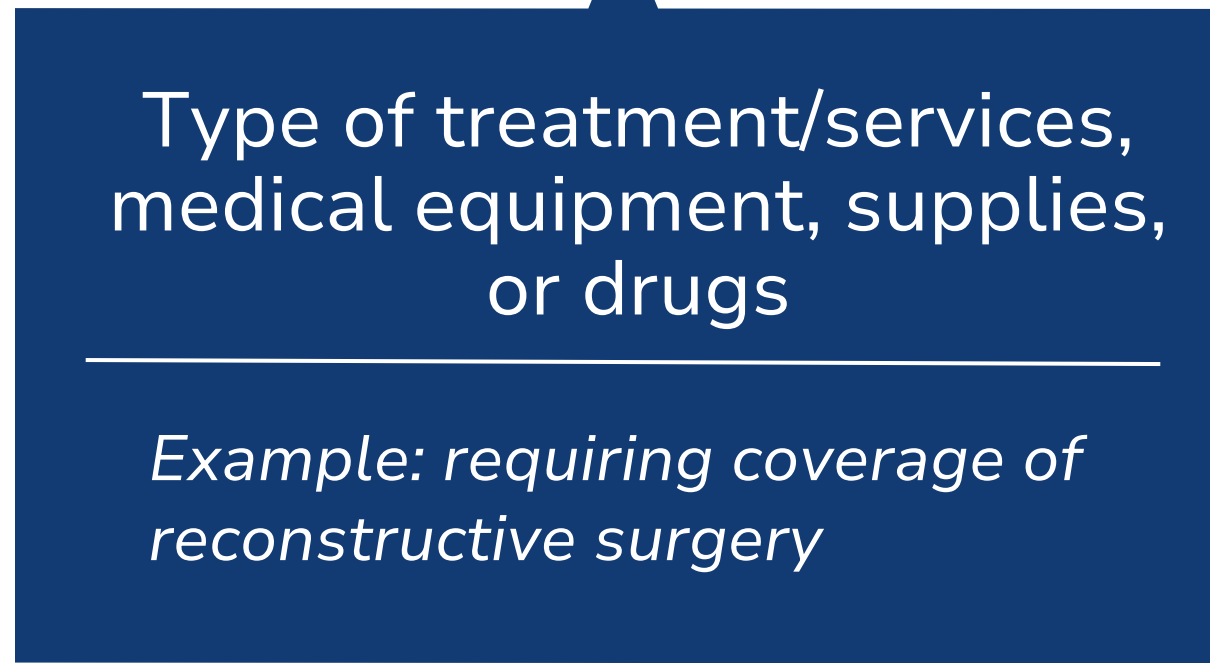 Type of treatment/services,
medical equipment, supplies,
or drugs
Example: requiring coverage of
reconstructive surgery